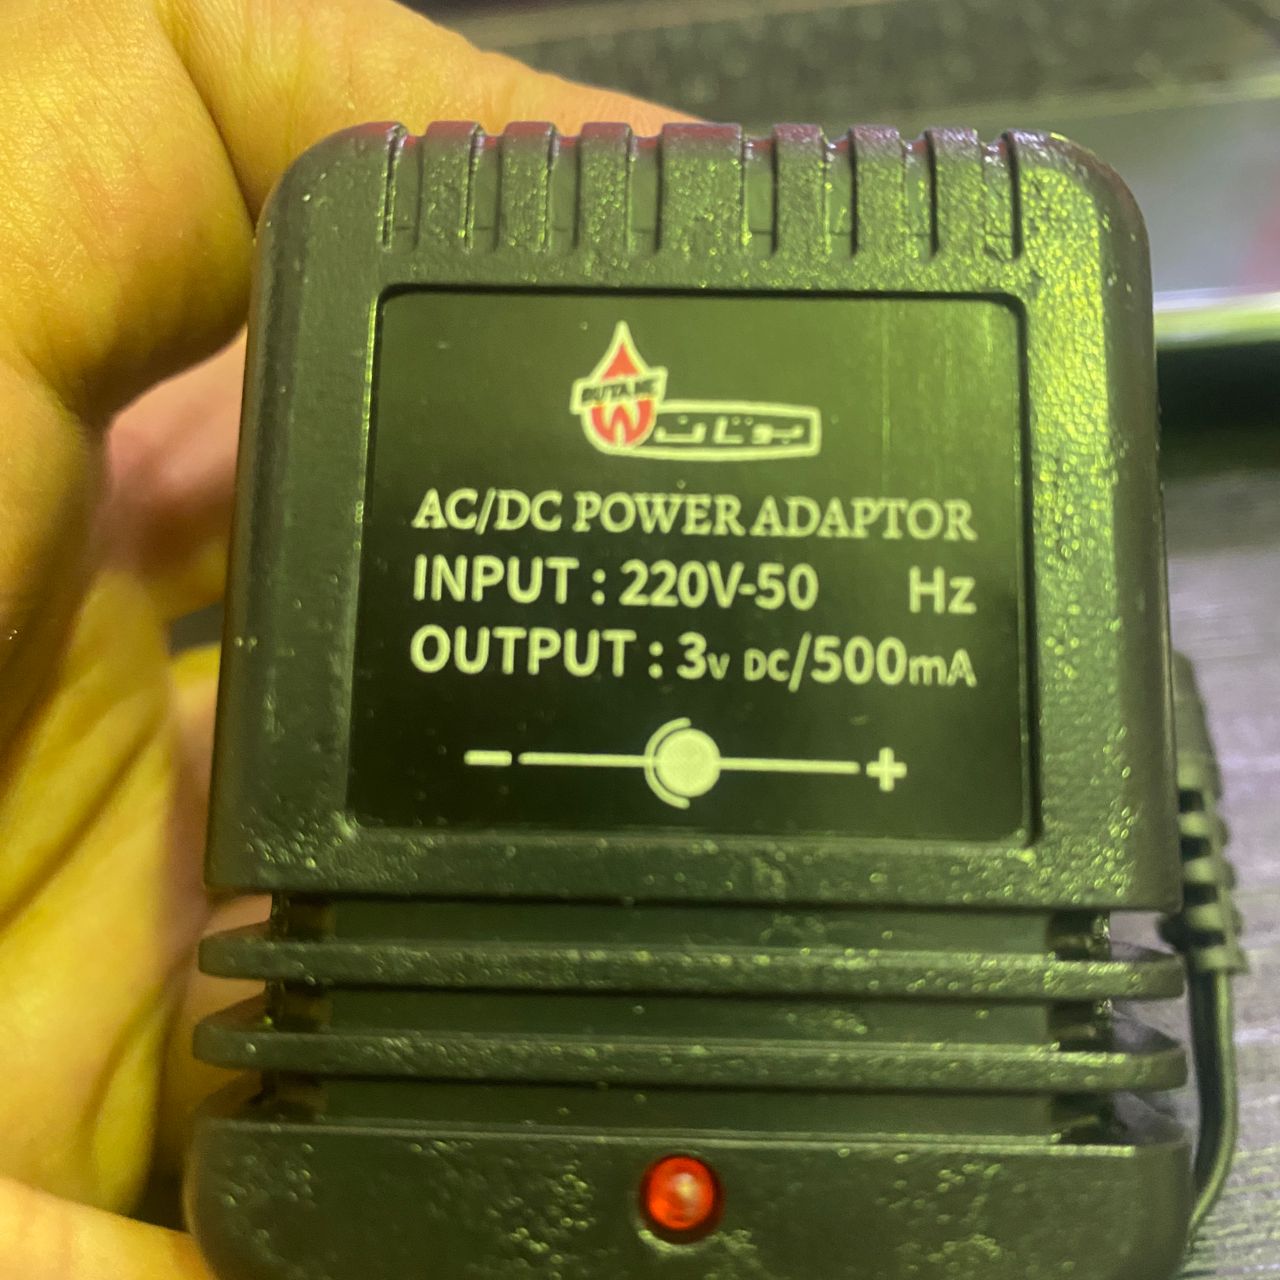 BUTANE
بوتان
AC/DC POWER ADAPTOR
INPUT : 220V-50 Hz
OUTPUT : 3v DC/500mA
- +